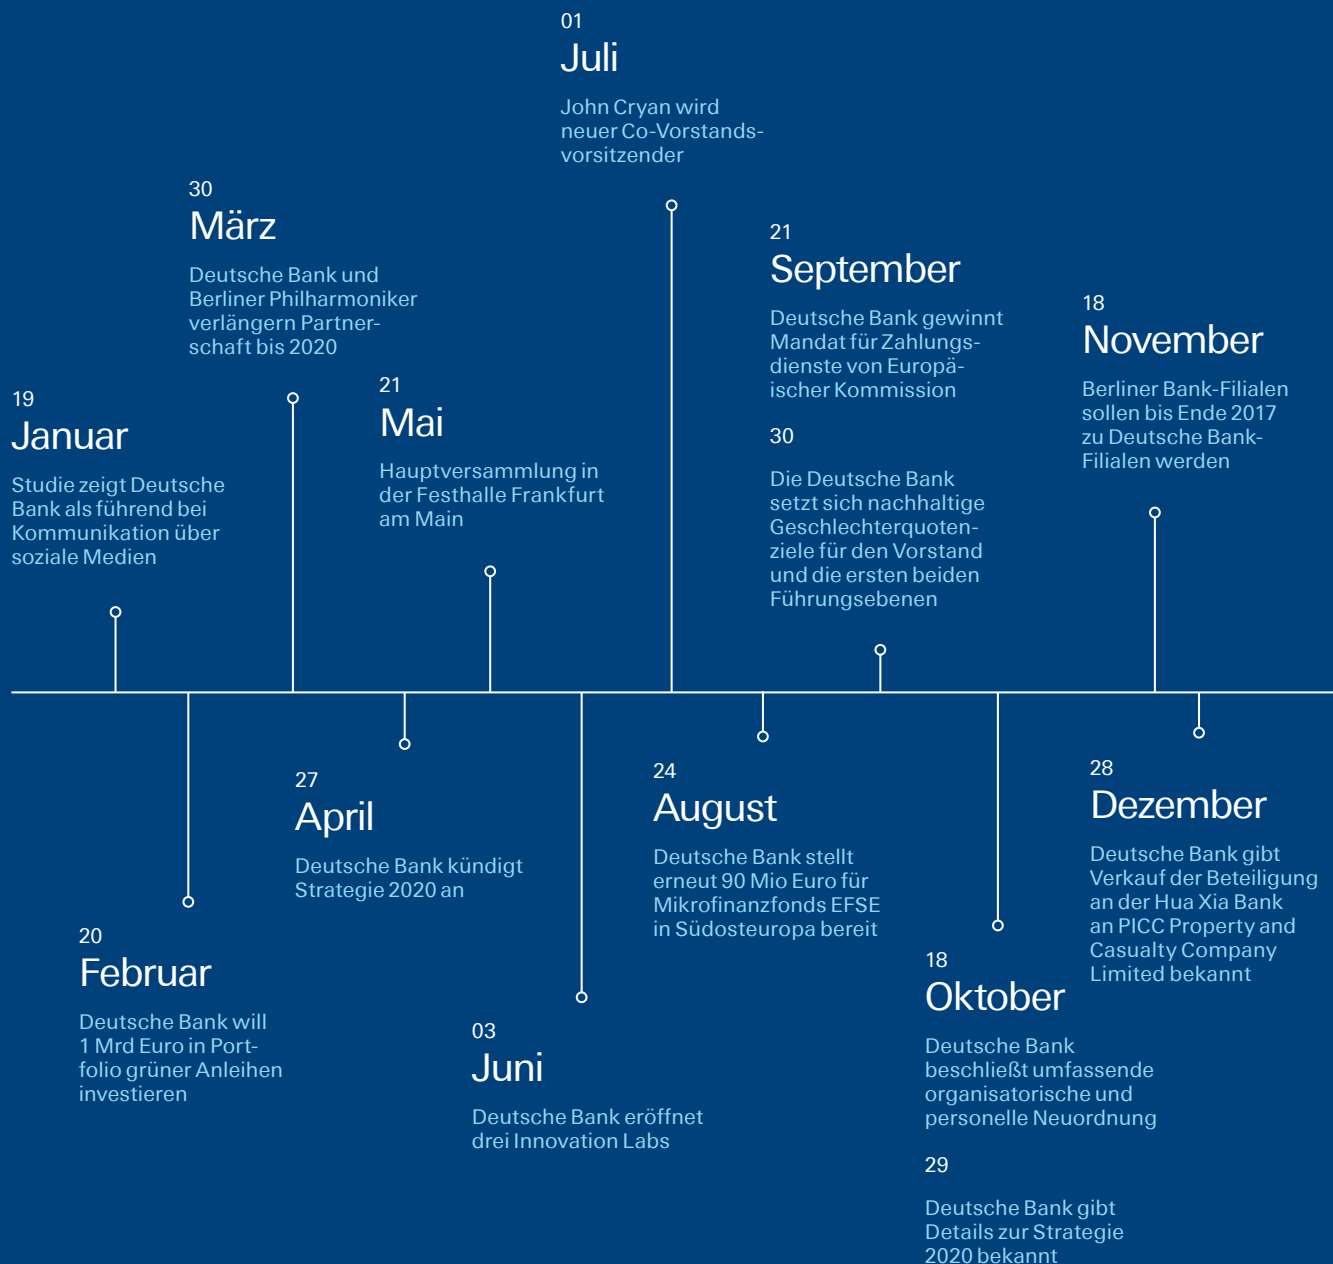 19
Januar
Studie zeigt Deutsche
Bank als führend bei
Kommunikation über
soziale Medien
20
Februar
Deutsche Bank will
1 Mrd Euro in Port-
folio grüner Anleihen
investieren
30
März
Deutsche Bank und
Berliner Philharmoniker
verlängern Partner-
schaft bis 2020
27
April
Deutsche Bank kündigt
Strategie 2020 an
21
Mai
Hauptversammlung in
der Festhalle Frankfurt
am Main
03
Juni
Deutsche Bank eröffnet
drei Innovation Labs
01
Juli
John Cryan wird
neuer Co-Vorstands-
vorsitzender
24
August
Deutsche Bank stellt
erneut 90 Mio Euro für
Mikrofinanzfonds EFSE
in Südosteuropa bereit
21
September
Deutsche Bank gewinnt
Mandat für Zahlungs-
dienste von Europä-
ischer Kommission
30
Die Deutsche Bank
setzt sich nachhaltige
Geschlechterquoten-
ziele für den Vorstand
und die ersten beiden
Führungsebenen
18
Oktober
Deutsche Bank
beschließt umfassende
organisatorische und
personelle Neuordnung
29
Deutsche Bank gibt
Details zur Strategie
2020 bekannt
18
November
Berliner Bank-Filialen
sollen bis Ende 2017
zu Deutsche Bank-
Filialen werden
28
Dezember
Deutsche Bank gibt
Verkauf der Beteiligung
an der Hua Xia Bank
an PICC Property and
Casualty Company
Limited bekannt